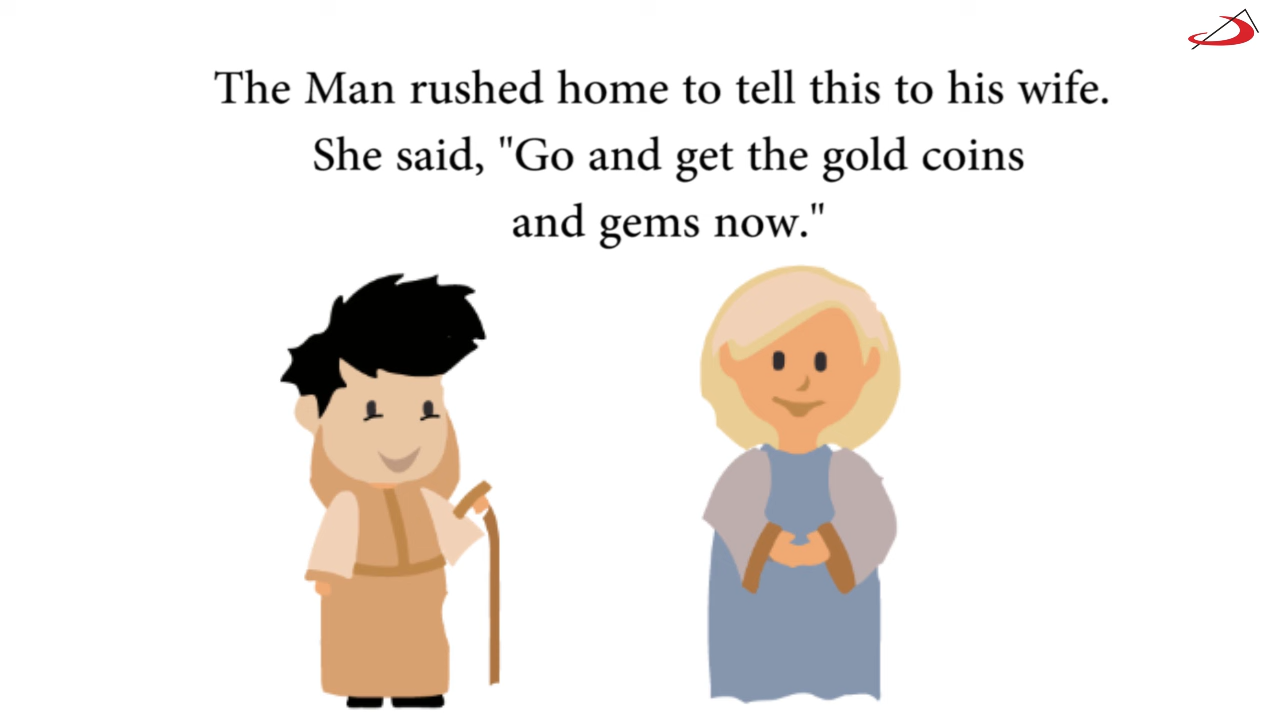 The Man rushed home to tell this to his wife.
She said, "Go and get the gold coins
and gems now."